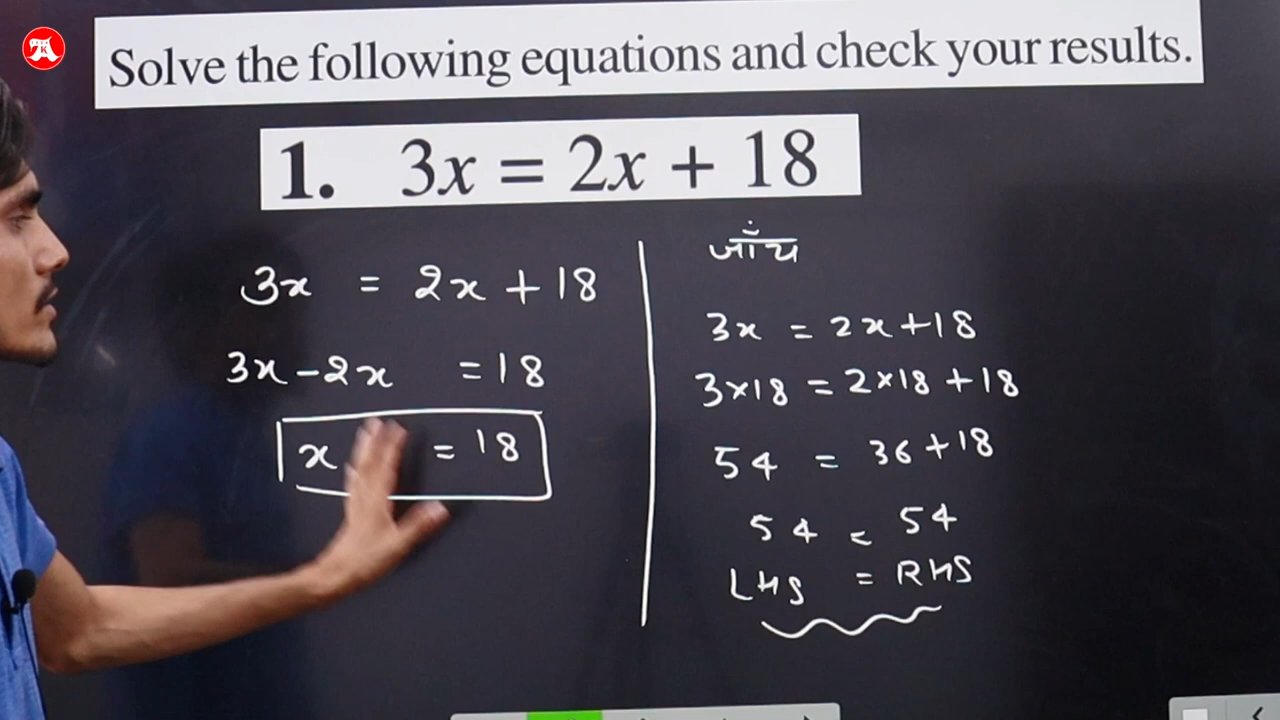 Solve the following equations and check your results.
1. 3x = 2x + 18
3x = 2x + 18
3x - 2x = 18
x = 18
जाँच
3x = 2x + 18
3×18 = 2×18 + 18
54 = 36 + 18
54 = 54
LHS = RHS